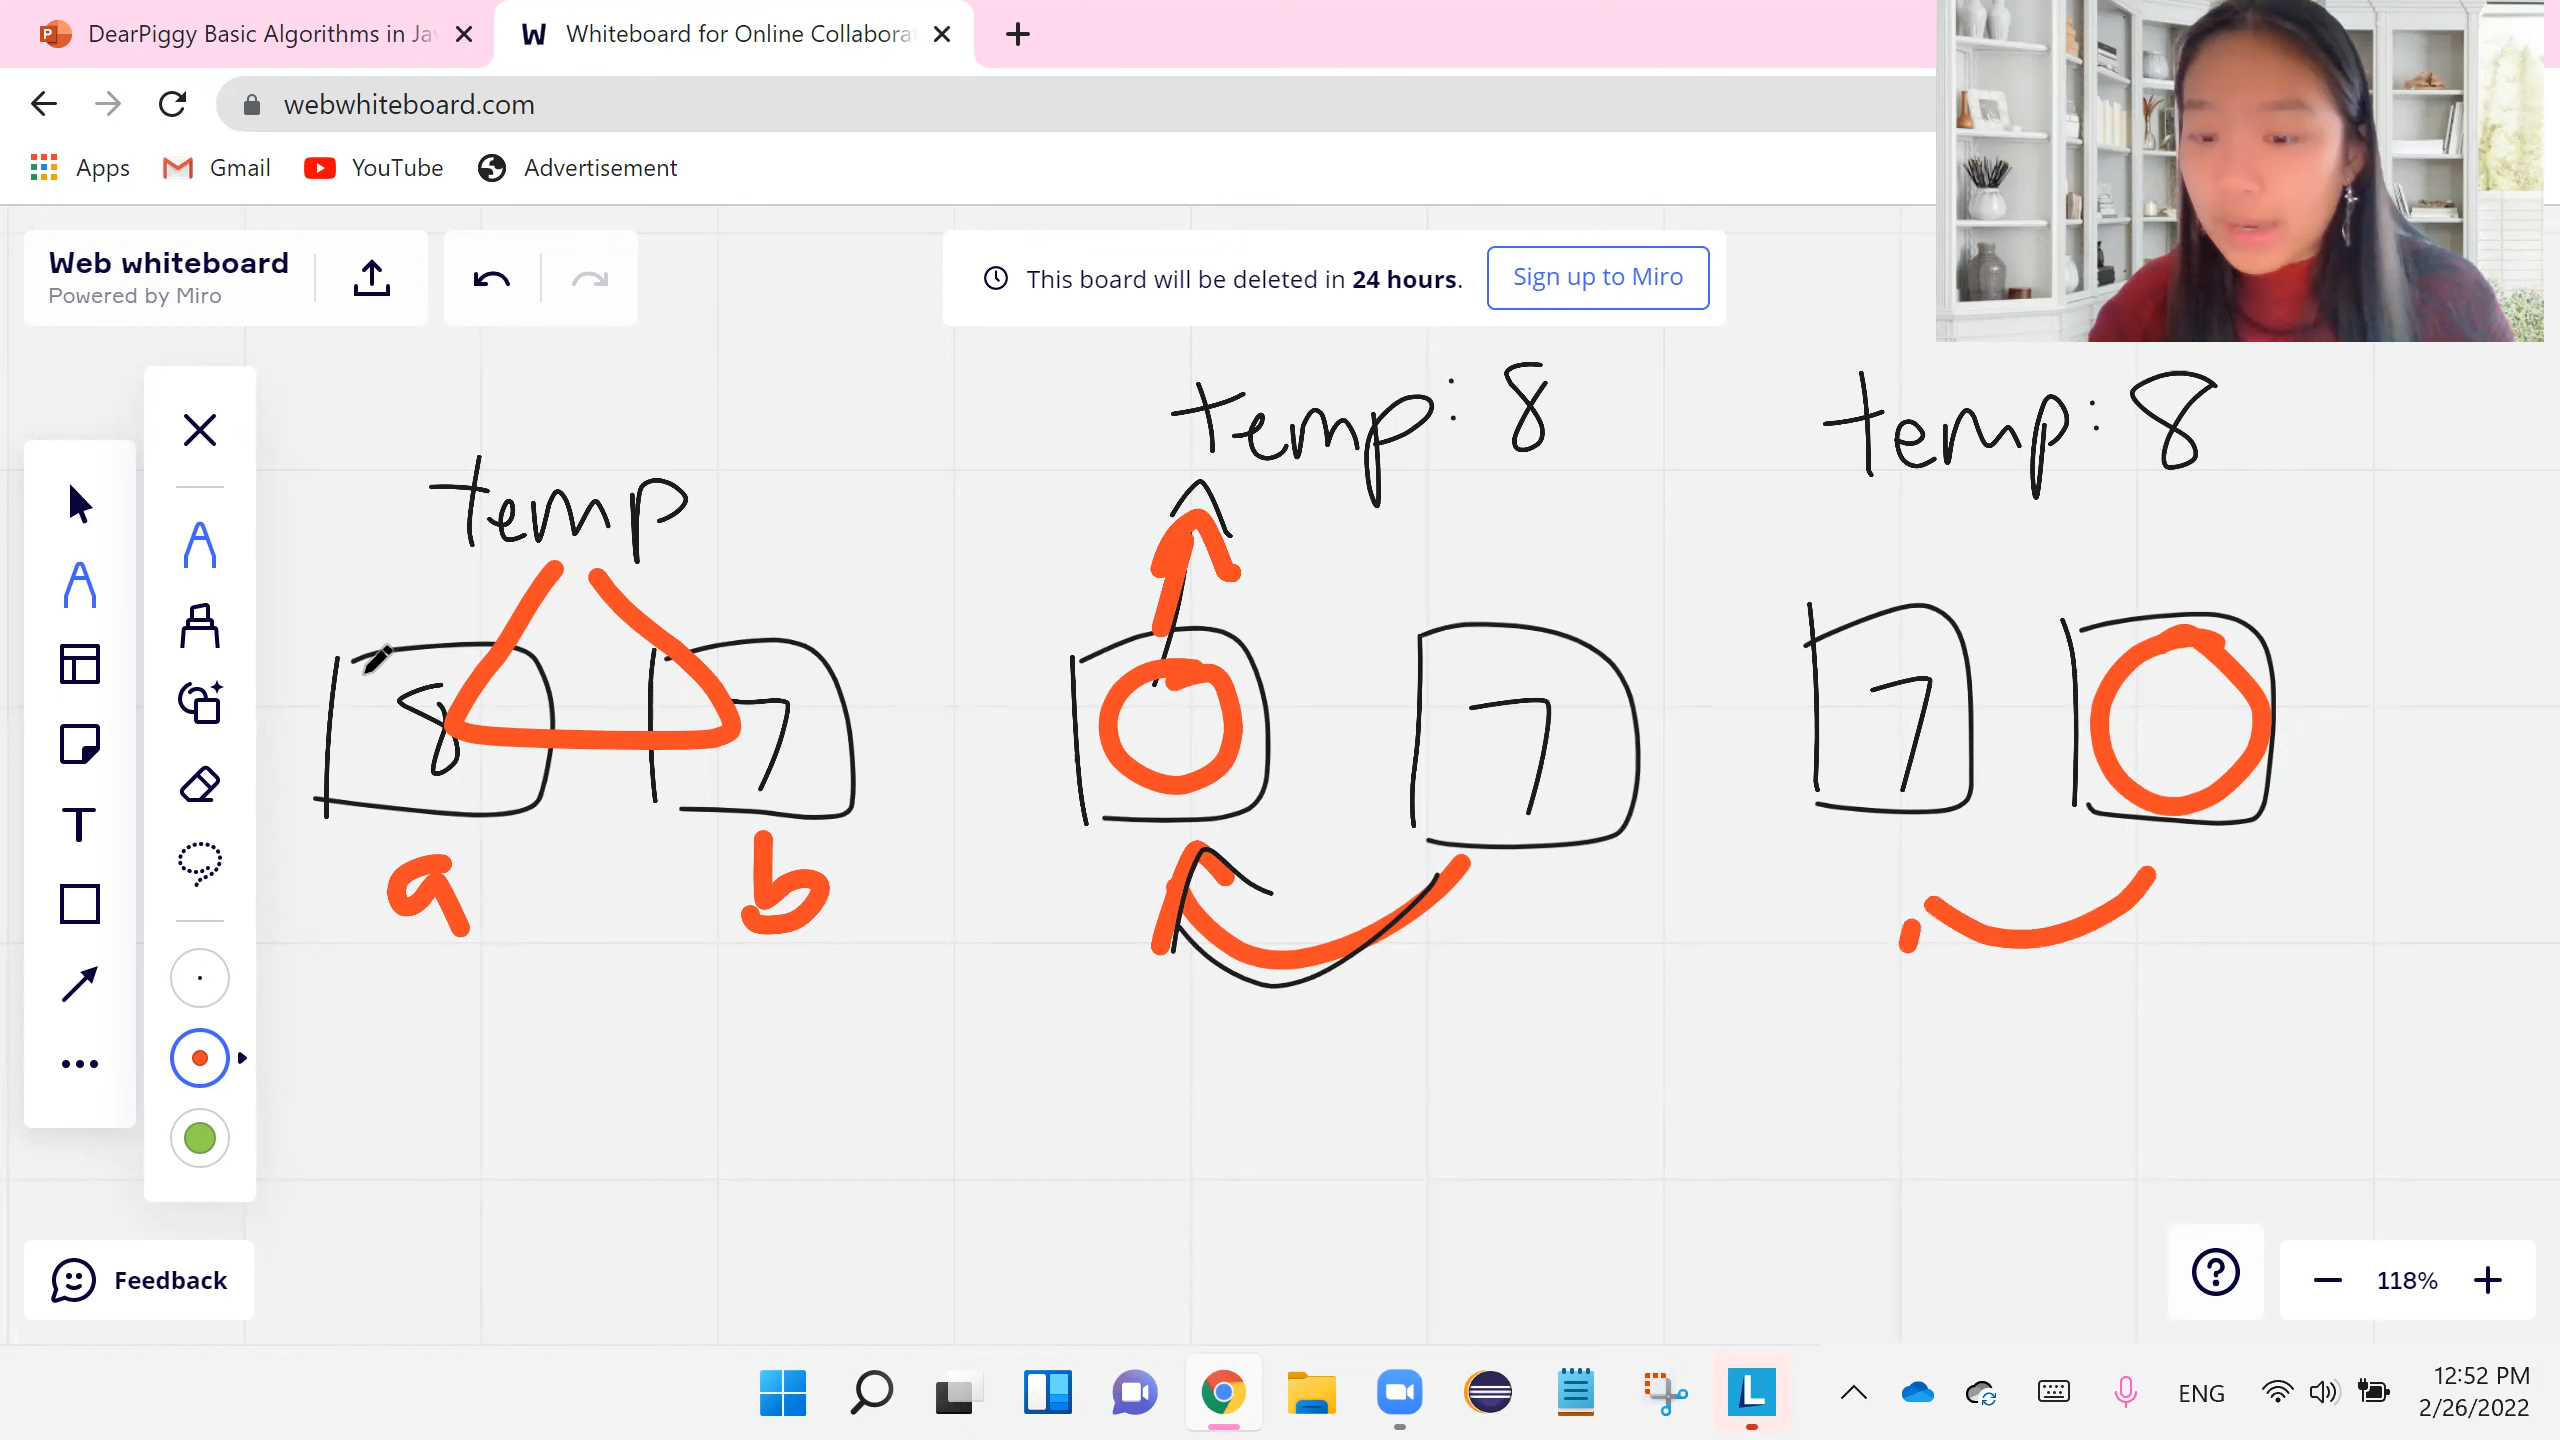 DearPiggy Basic Algorithms in Ja
Whiteboard for Online Collabora
webwhiteboard.com
Apps
Gmail
YouTube
Advertisement
Web whiteboard
Powered by Miro
This board will be deleted in 24 hours.
Sign up to Miro
temp
8 7
a b
temp: 8
7
temp: 8
7
Feedback
118%
ENG
12:52 PM
2/26/2022